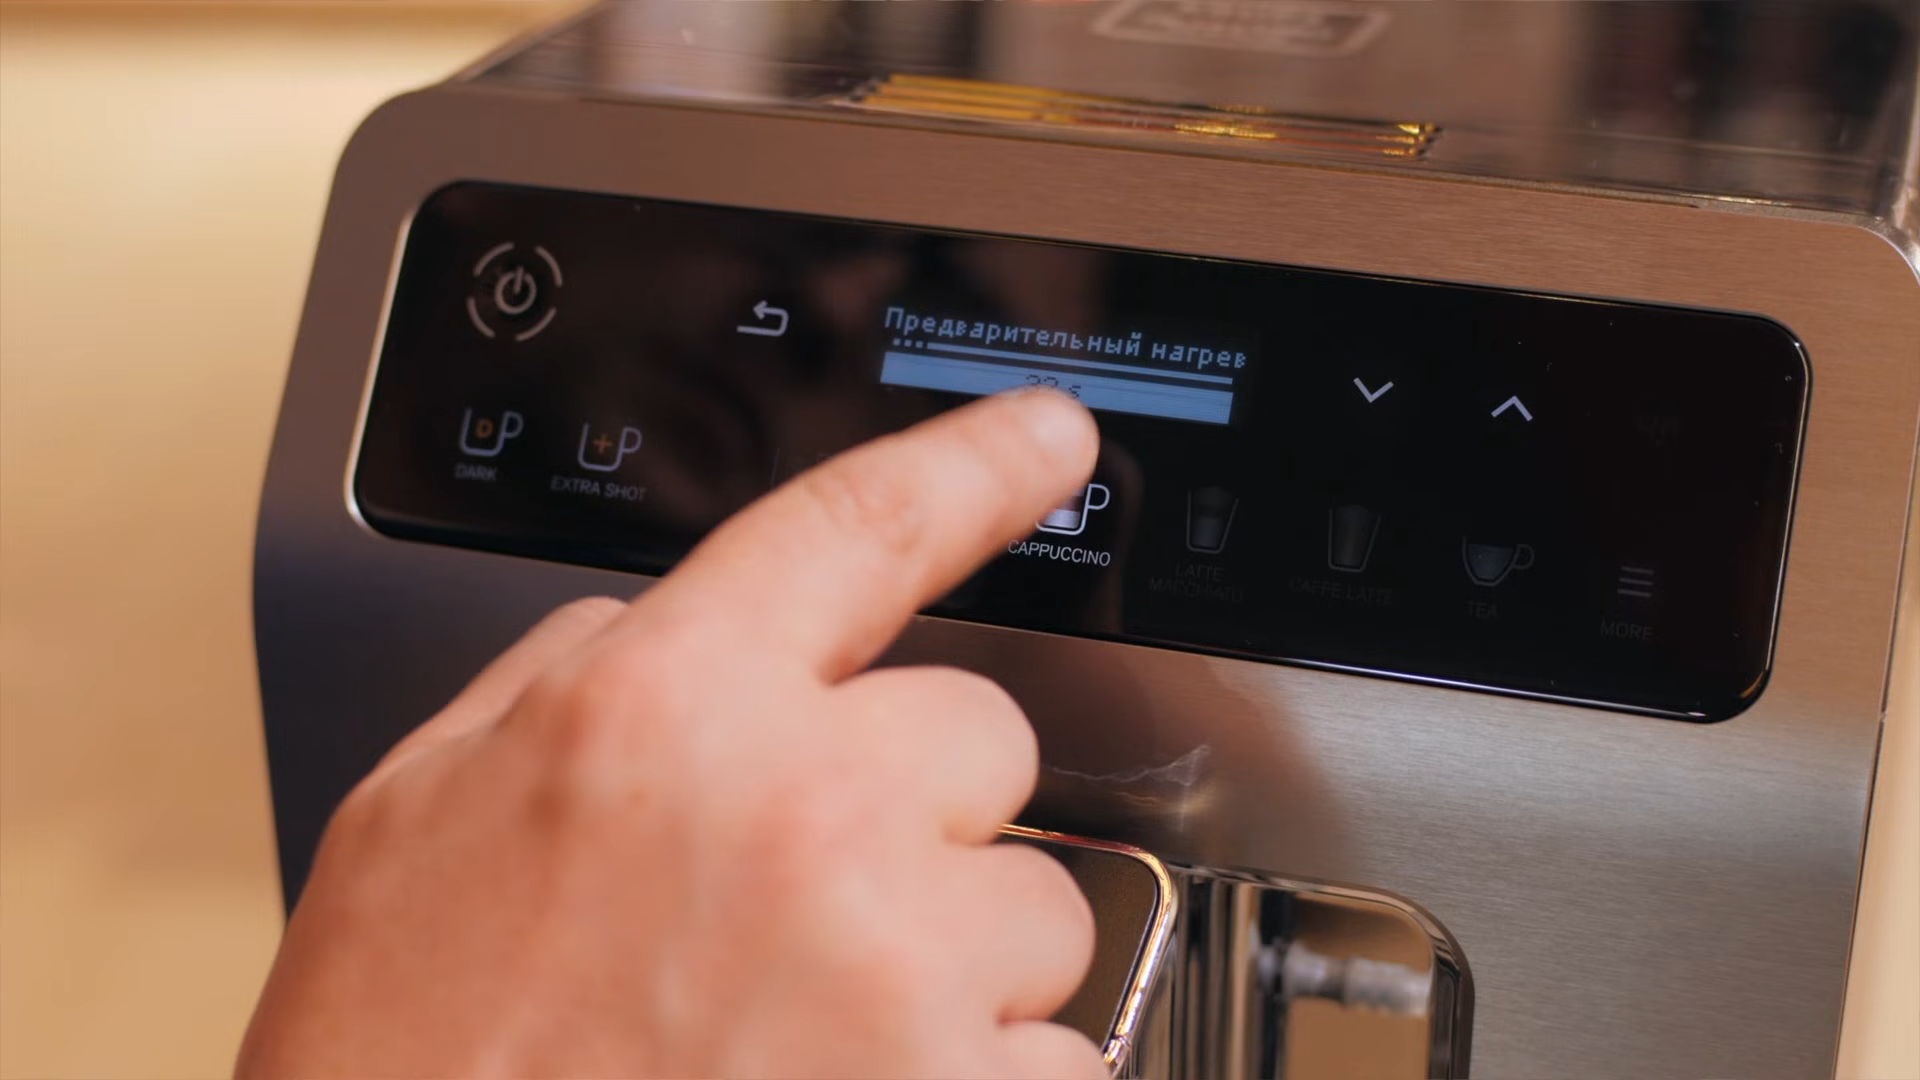 Предварительный нагрев
DARK
EXTRA SHOT
CAPPUCCINO
LATTE
MACCHIATO
CAFFE LATTE
TEA
MORE